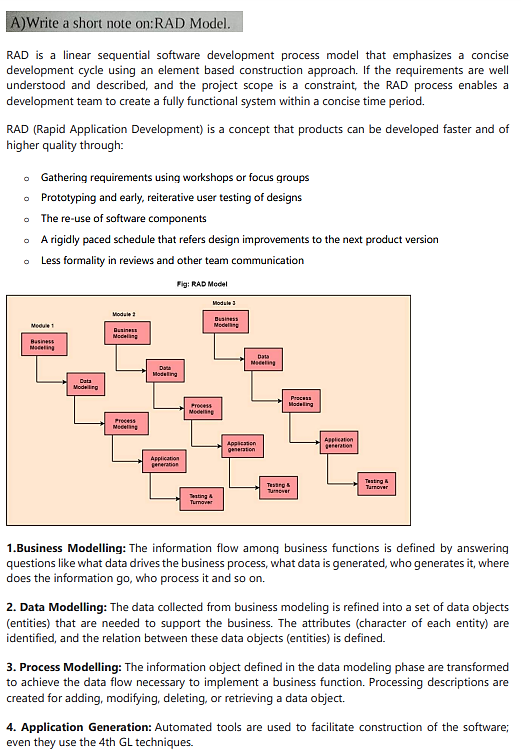 A)Write a short note on:RAD Model.
RAD is a linear sequential software development process model that emphasizes a concise
development cycle using an element based construction approach. If the requirements are well
understood and described, and the project scope is a constraint, the RAD process enables a
development team to create a fully functional system within a concise time period.
RAD (Rapid Application Development) is a concept that products can be developed faster and of
higher quality through:
o Gathering requirements using workshops or focus groups
o Prototyping and early, reiterative user testing of designs
o The re-use of software components
o A rigidly paced schedule that refers design improvements to the next product version
o Less formality in reviews and other team communication
Fig: RAD Model
Module 1
Business
Modelling
Data
Modelling
Process
Modelling
Application
generation
Testing &
Turnover
Module 2
Business
Modelling
Data
Modelling
Process
Modelling
Application
generation
Testing &
Turnover
Module 3
Business
Modelling
Data
Modelling
Process
Modelling
Application
generation
Testing &
Turnover
1.Business Modelling: The information flow among business functions is defined by answering
questions like what data drives the business process, what data is generated, who generates it, where
does the information go, who process it and so on.
2. Data Modelling: The data collected from business modeling is refined into a set of data objects
(entities) that are needed to support the business. The attributes (character of each entity) are
identified, and the relation between these data objects (entities) is defined.
3. Process Modelling: The information object defined in the data modeling phase are transformed
to achieve the data flow necessary to implement a business function. Processing descriptions are
created for adding, modifying, deleting, or retrieving a data object.
4. Application Generation: Automated tools are used to facilitate construction of the software;
even they use the 4th GL techniques.